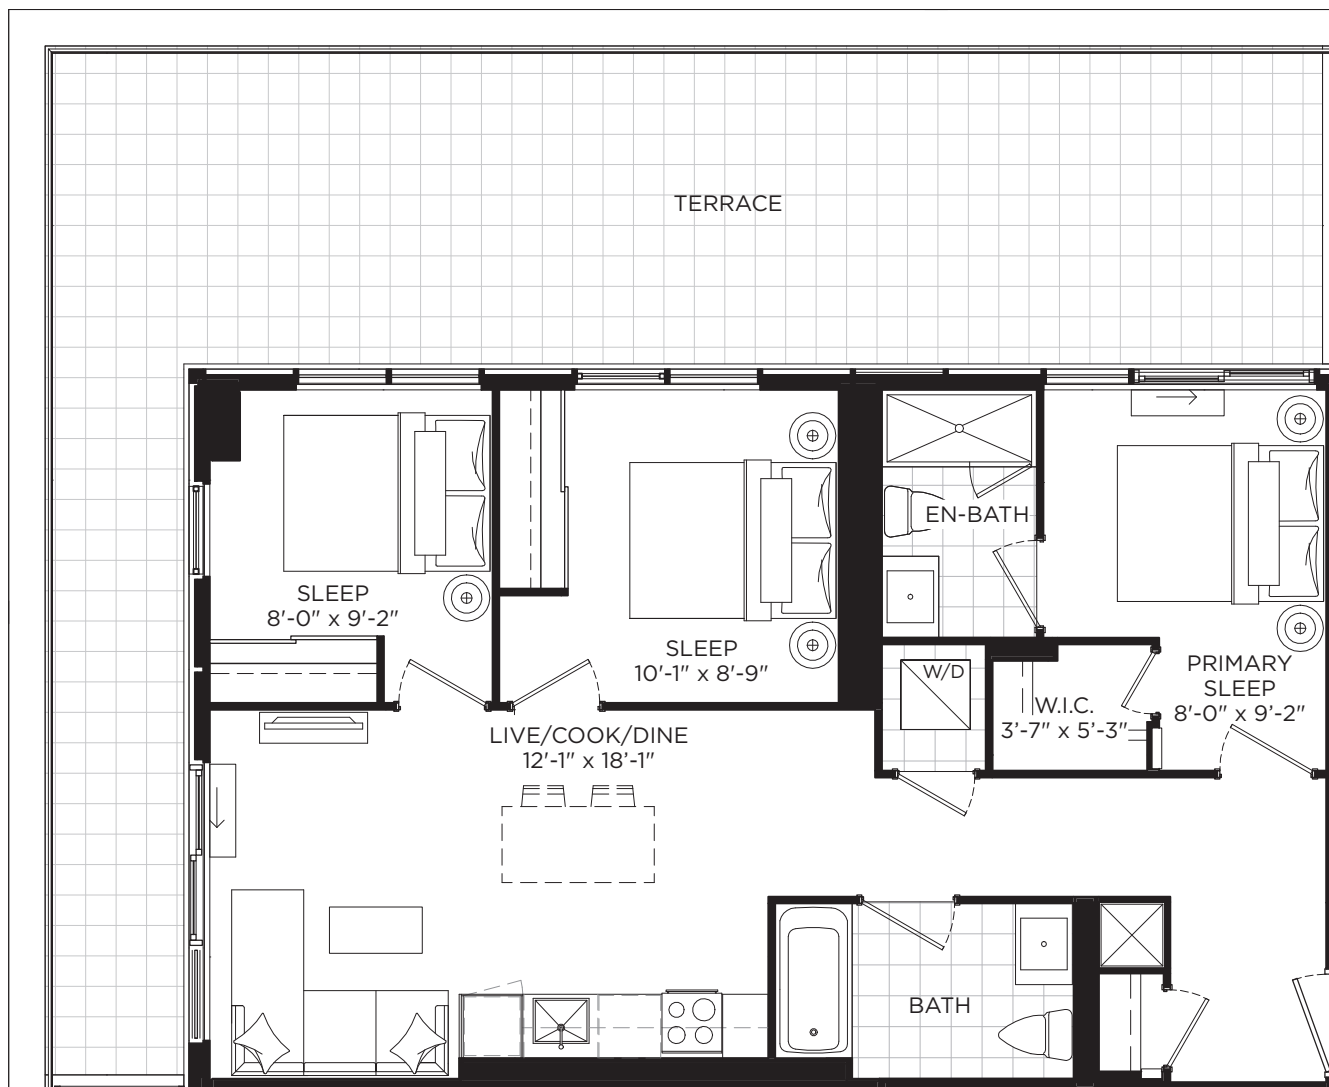 TERRACE
EN-BATH
SLEEP
8'-0" x 9'-2"
SLEEP
10'-1" x 8'-9"
W/D
W.I.C.
3'-7" x 5'-3"
PRIMARY
SLEEP
8'-0" x 9'-2"
LIVE/COOK/DINE
12'-1" x 18'-1"
BATH